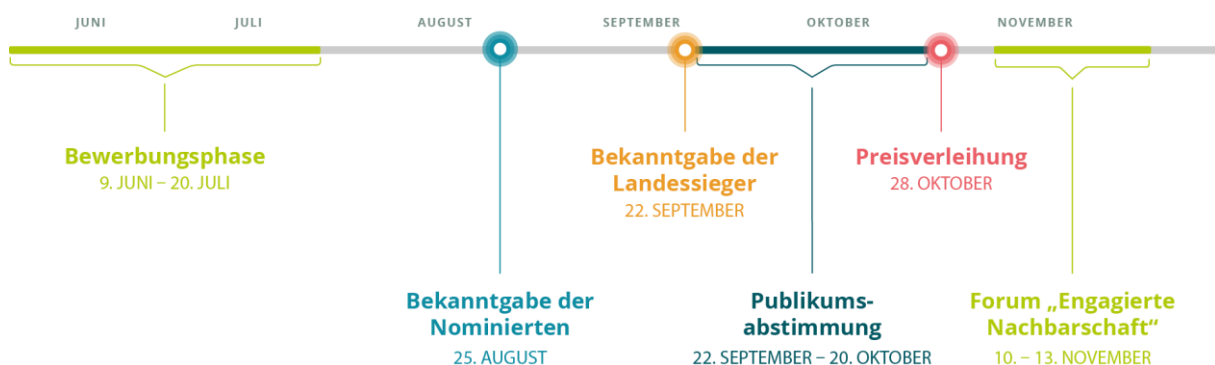 JUNI
JULI
AUGUST
SEPTEMBER
OKTOBER
NOVEMBER
Bewerbungsphase
9. JUNI – 20. JULI
Bekanntgabe der
Nominierten
25. AUGUST
Bekanntgabe der
Landessieger
22. SEPTEMBER
Publikums-
abstimmung
22. SEPTEMBER – 20. OKTOBER
Preisverleihung
28. OKTOBER
Forum „Engagierte
Nachbarschaft“
10. – 13. NOVEMBER